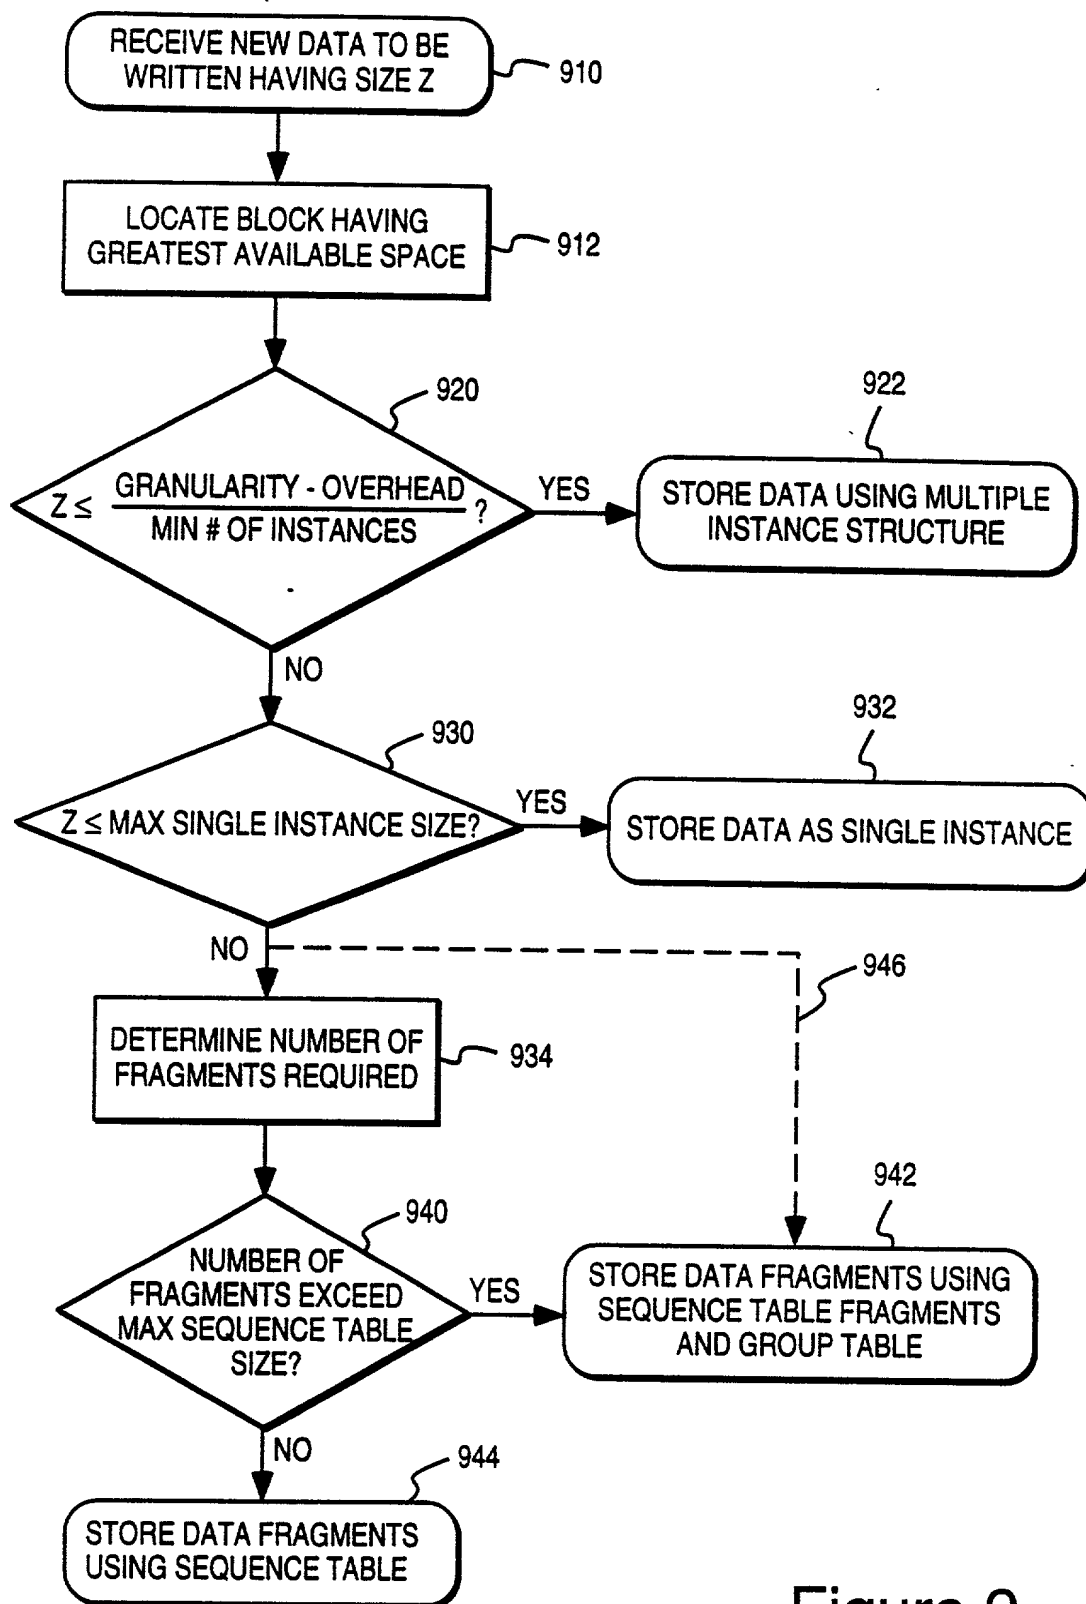 RECEIVE NEW DATA TO BE
WRITTEN HAVING SIZE Z
910
LOCATE BLOCK HAVING
GREATEST AVAILABLE SPACE
912
920
Z ≤ GRANULARITY - OVERHEAD ?
MIN # OF INSTANCES
YES
922
STORE DATA USING MULTIPLE
INSTANCE STRUCTURE
NO
930
Z ≤ MAX SINGLE INSTANCE SIZE?
YES
932
STORE DATA AS SINGLE INSTANCE
NO
946
DETERMINE NUMBER OF
FRAGMENTS REQUIRED
934
940
NUMBER OF
FRAGMENTS EXCEED
MAX SEQUENCE TABLE
SIZE?
YES
942
STORE DATA FRAGMENTS USING
SEQUENCE TABLE FRAGMENTS
AND GROUP TABLE
NO
944
STORE DATA FRAGMENTS
USING SEQUENCE TABLE
Figure 9